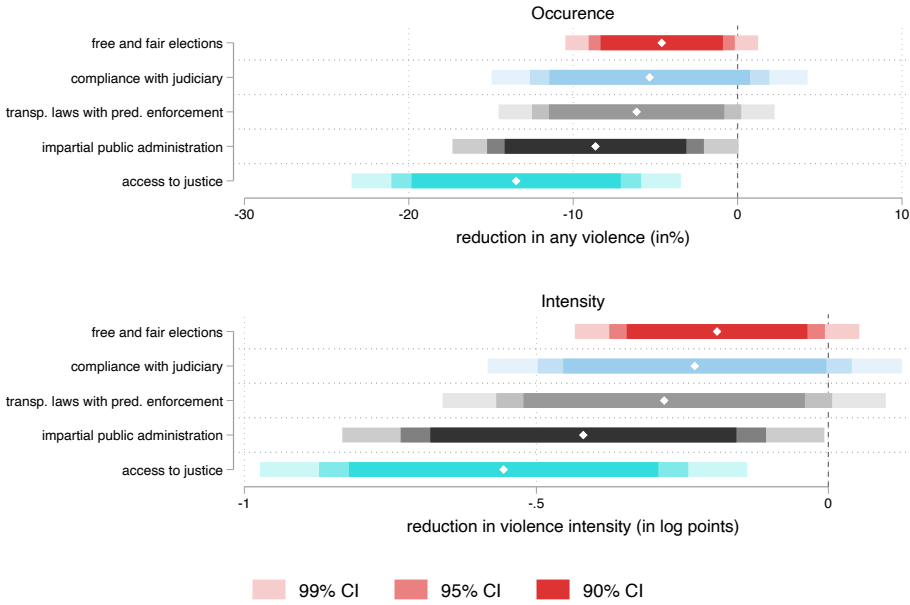 Occurence
free and fair elections
compliance with judiciary
transp. laws with pred. enforcement
impartial public administration
access to justice
-30 -20 -10 0 10
reduction in any violence (in%)
Intensity
free and fair elections
compliance with judiciary
transp. laws with pred. enforcement
impartial public administration
access to justice
-1 -.5 0
reduction in violence intensity (in log points)
99% CI 95% CI 90% CI